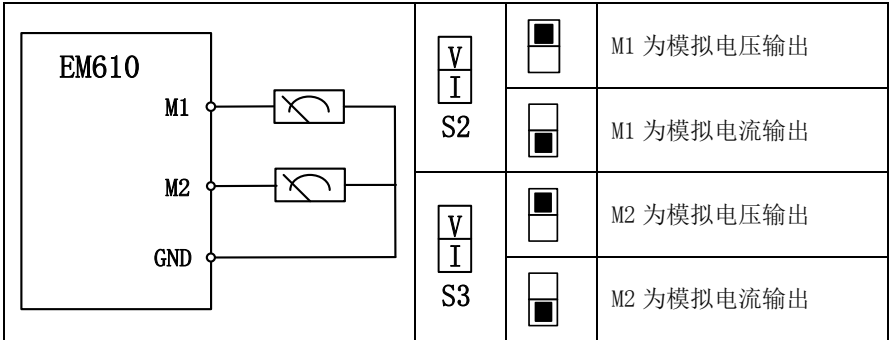 EM610
M1
M2
GND
V
I
S2
M1 为模拟电压输出
M1 为模拟电流输出
V
I
S3
M2 为模拟电压输出
M2 为模拟电流输出